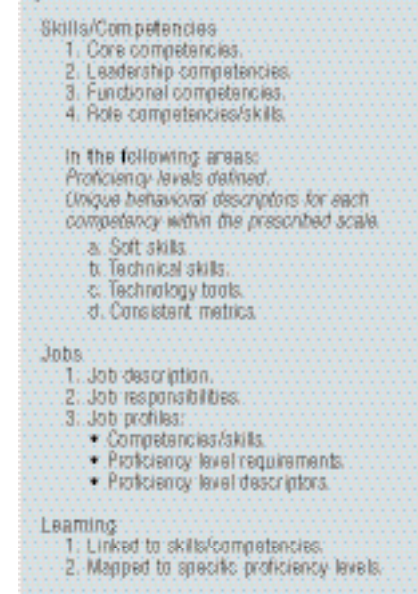 Skills/Competencies
1. Core competencies.
2. Leadership competencies.
3. Functional competencies.
4. Role competencies/skills.
In the following areas:
Proficiency levels defined.
Unique behavioral descriptors for each
competency within the prescribed scale.
a. Soft skills.
b. Technical skills.
c. Technology tools.
d. Consistent metrics.
Jobs
1. Job description.
2. Job responsibilities.
3. Job profiles:
• Competencies/skills.
• Proficiency level requirements.
• Proficiency level descriptors.
Learning
1. Linked to skills/competencies.
2. Mapped to specific proficiency levels.